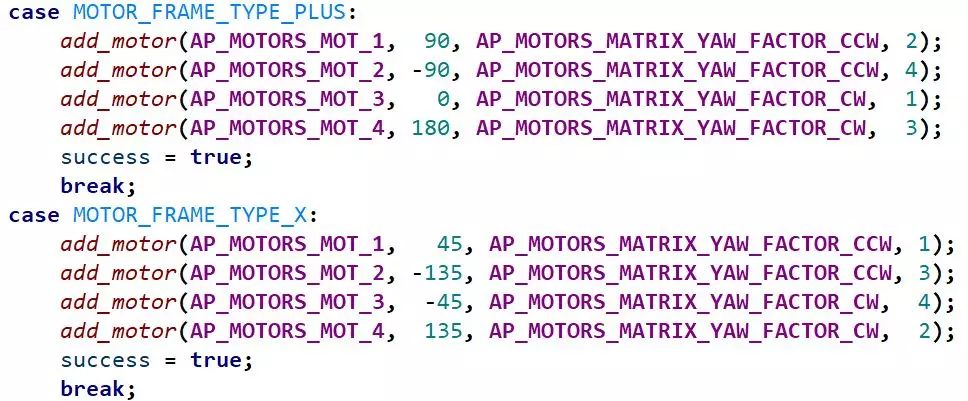 case MOTOR_FRAME_TYPE_PLUS:
    add_motor(AP_MOTORS_MOT_1,  90, AP_MOTORS_MATRIX_YAW_FACTOR_CCW, 2);
    add_motor(AP_MOTORS_MOT_2, -90, AP_MOTORS_MATRIX_YAW_FACTOR_CCW, 4);
    add_motor(AP_MOTORS_MOT_3,   0, AP_MOTORS_MATRIX_YAW_FACTOR_CW,  1);
    add_motor(AP_MOTORS_MOT_4, 180, AP_MOTORS_MATRIX_YAW_FACTOR_CW,  3);
    success = true;
    break;
case MOTOR_FRAME_TYPE_X:
    add_motor(AP_MOTORS_MOT_1,   45, AP_MOTORS_MATRIX_YAW_FACTOR_CCW, 1);
    add_motor(AP_MOTORS_MOT_2, -135, AP_MOTORS_MATRIX_YAW_FACTOR_CCW, 3);
    add_motor(AP_MOTORS_MOT_3,  -45, AP_MOTORS_MATRIX_YAW_FACTOR_CW,  4);
    add_motor(AP_MOTORS_MOT_4,  135, AP_MOTORS_MATRIX_YAW_FACTOR_CW,  2);
    success = true;
    break;